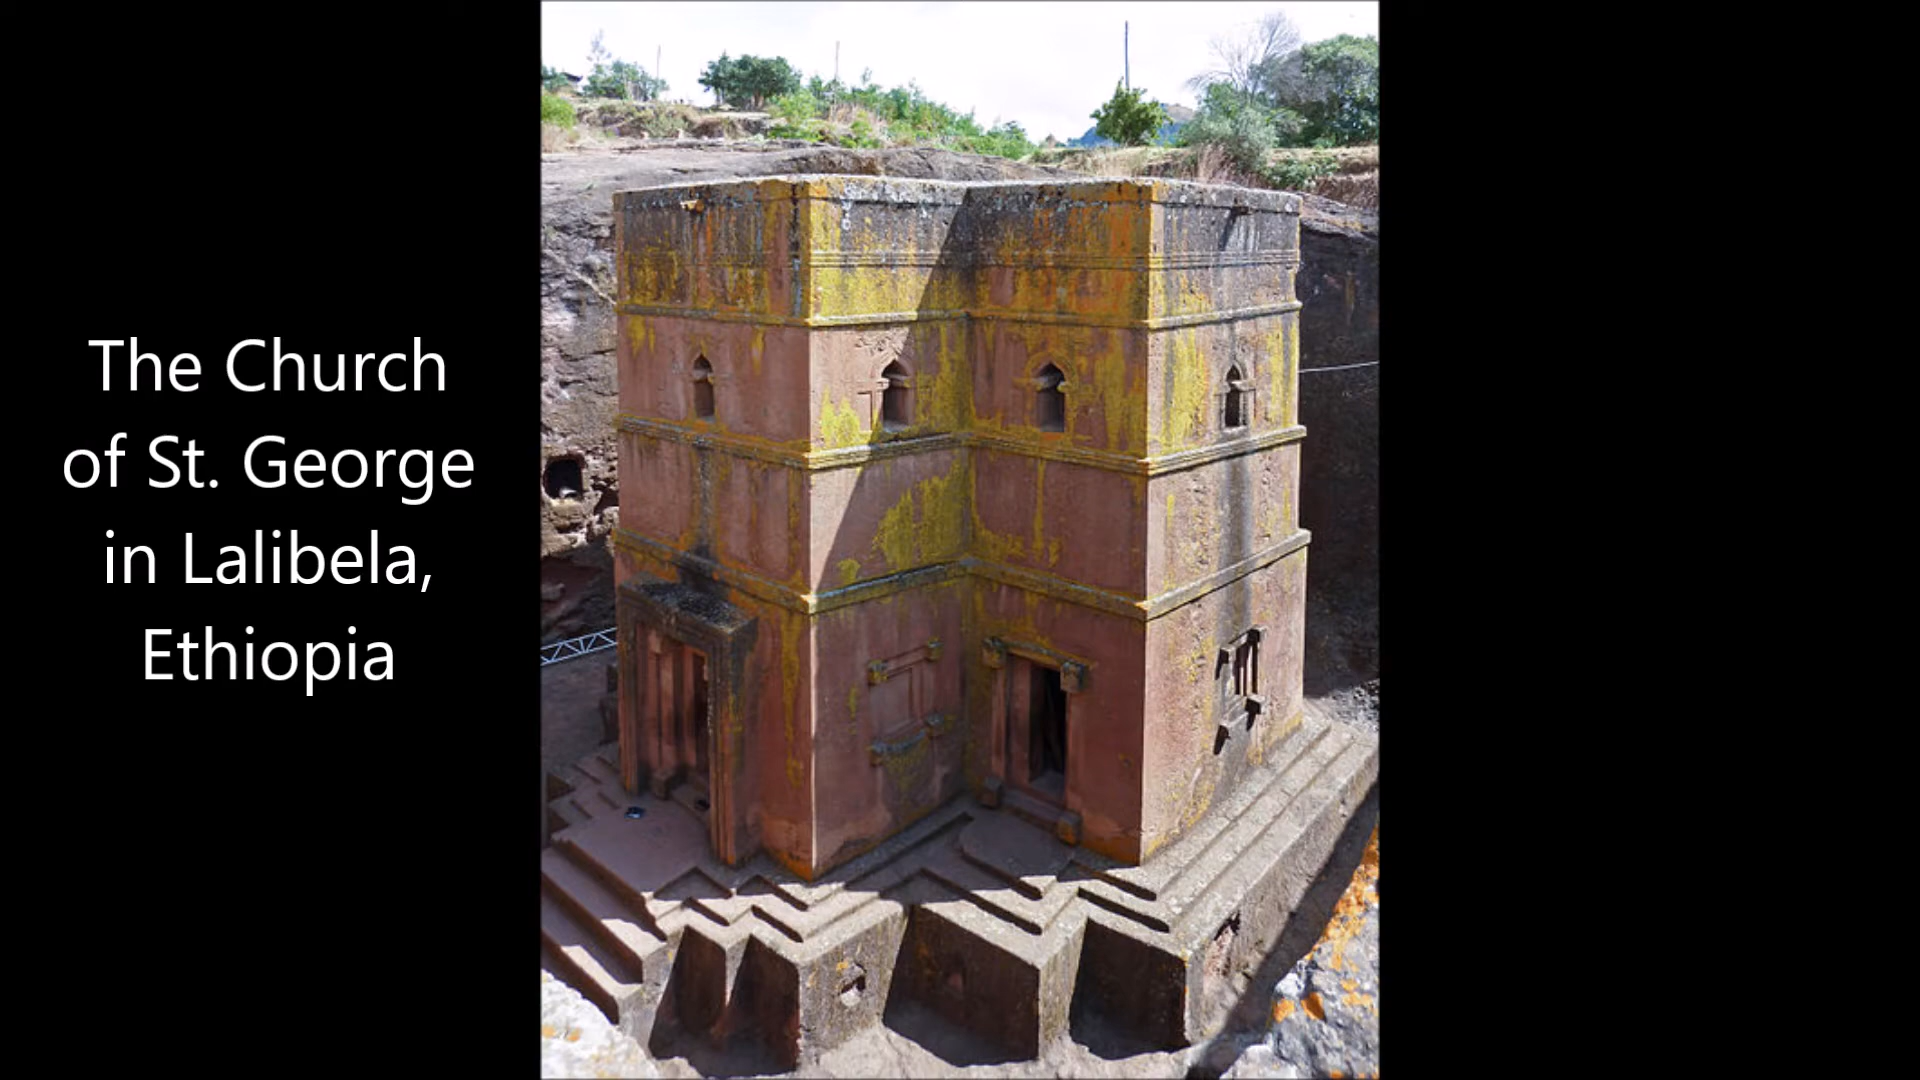 The Church
of St. George
in Lalibela,
Ethiopia